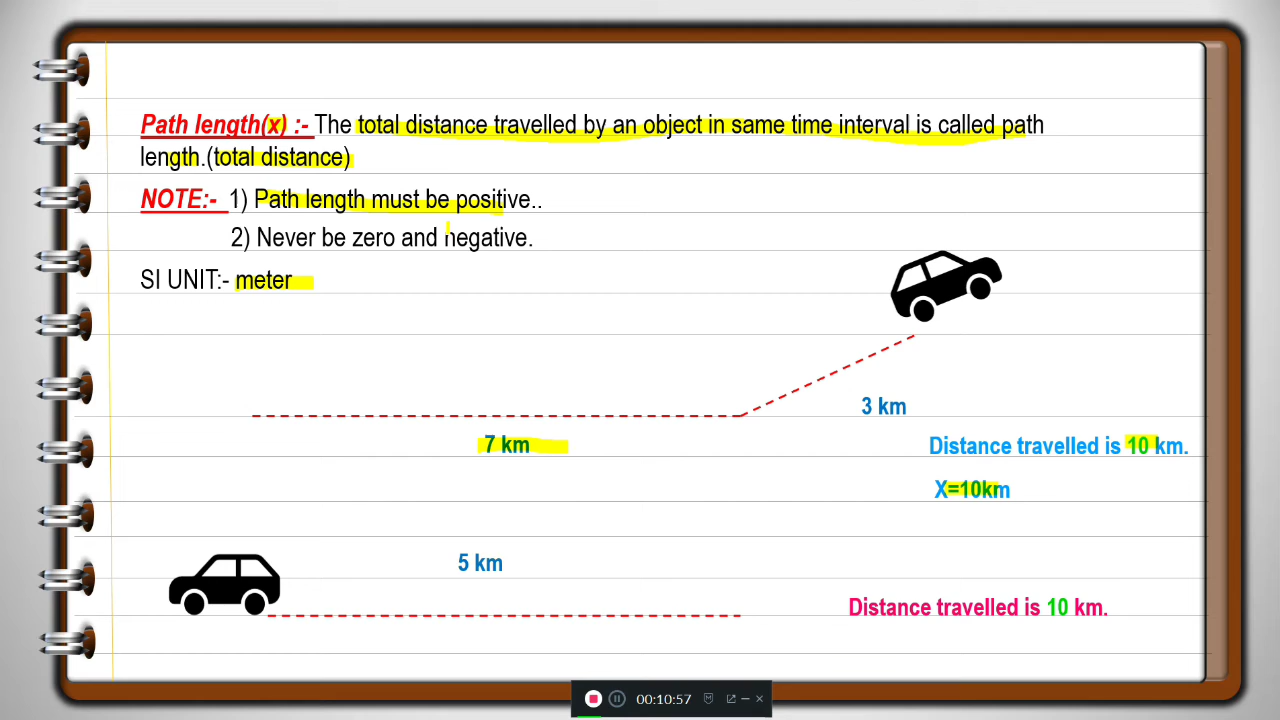 Path length(x) :- The total distance travelled by an object in same time interval is called path
length.(total distance)
NOTE:- 1) Path length must be positive..
2) Never be zero and negative.
SI UNIT:- meter
3 km
7 km
Distance travelled is 10 km.
X=10km
5 km
Distance travelled is 10 km.
00:10:57